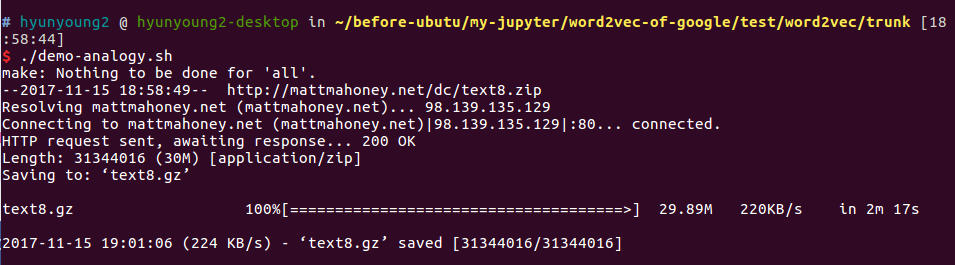 # hyunyoung2 @ hyunyoung2-desktop in ~/before-ubutu/my-jupyter/word2vec-of-google/test/word2vec/trunk [18
:58:44]
$ ./demo-analogy.sh
make: Nothing to be done for 'all'.
--2017-11-15 18:58:49--  http://mattmahoney.net/dc/text8.zip
Resolving mattmahoney.net (mattmahoney.net)... 98.139.135.129
Connecting to mattmahoney.net (mattmahoney.net)|98.139.135.129|:80... connected.
HTTP request sent, awaiting response... 200 OK
Length: 31344016 (30M) [application/zip]
Saving to: ‘text8.gz’
text8.gz                   100%[=====================================>]  29.89M   220KB/s    in 2m 17s
2017-11-15 19:01:06 (224 KB/s) - ‘text8.gz’ saved [31344016/31344016]